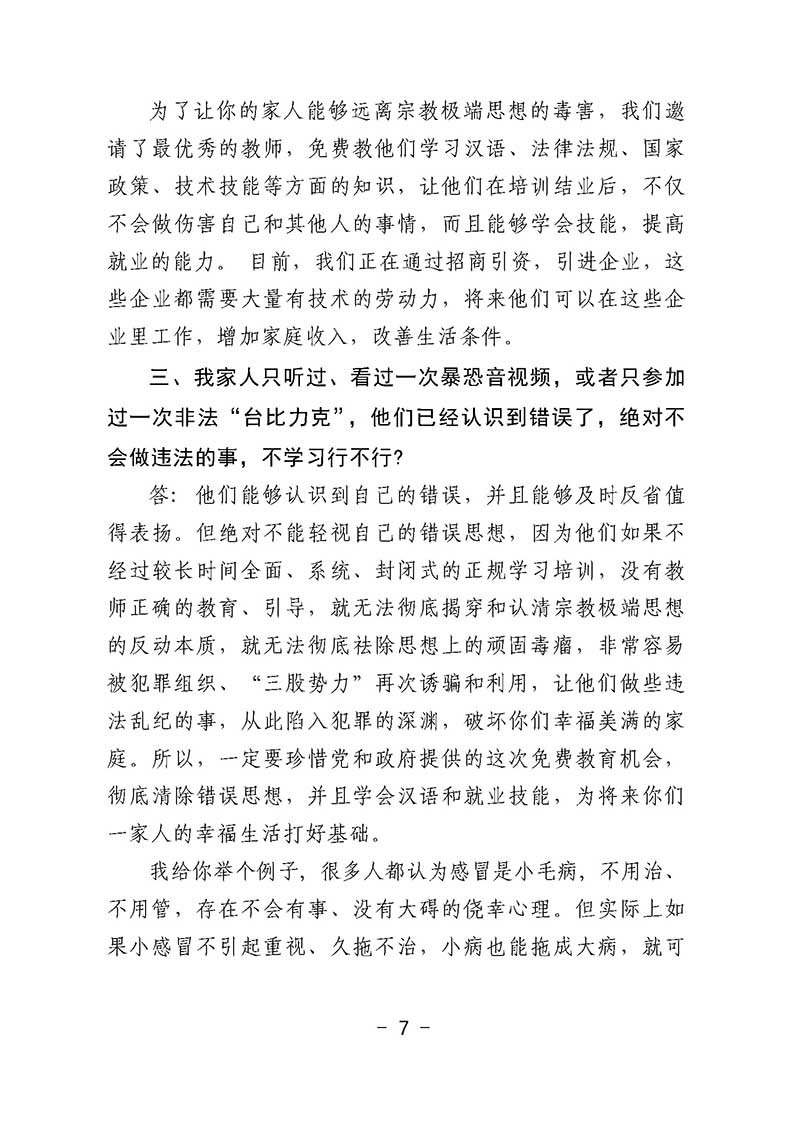 为了让你的家人能够远离宗教极端思想的毒害，我们邀
请了最优秀的教师，免费教他们学习汉语、法律法规、国家
政策、技术技能等方面的知识，让他们在培训结业后，不仅
不会做伤害自己和其他人的事情，而且能够学会技能，提高
就业的能力。 目前，我们正在通过招商引资，引进企业，这
些企业都需要大量有技术的劳动力，将来他们可以在这些企
业里工作，增加家庭收入，改善生活条件。
三、我家人只听过、看过一次暴恐音视频，或者只参加
过一次非法“台比力克”，他们已经认识到错误了，绝对不
会做违法的事，不学习行不行?
答： 他们能够认识到自己的错误，并且能够及时反省值
得表扬。但绝对不能轻视自己的错误思想，因为他们如果不
经过较长时间全面、系统、封闭式的正规学习培训，没有教
师正确的教育、引导，就无法彻底揭穿和认清宗教极端思想
的反动本质，就无法彻底祛除思想上的顽固毒瘤，非常容易
被犯罪组织、“三股势力”再次诱骗和利用，让他们做些违
法乱纪的事，从此陷入犯罪的深渊，破坏你们幸福美满的家
庭。所以，一定要珍惜党和政府提供的这次免费教育机会，
彻底清除错误思想，并且学会汉语和就业技能，为将来你们
一家人的幸福生活打好基础。
我给你举个例子，很多人都认为感冒是小毛病，不用治、
不用管，存在不会有事、没有大碍的侥幸心理。但实际上如
果小感冒不引起重视、久拖不治，小病也能拖成大病，就可
- 7 -